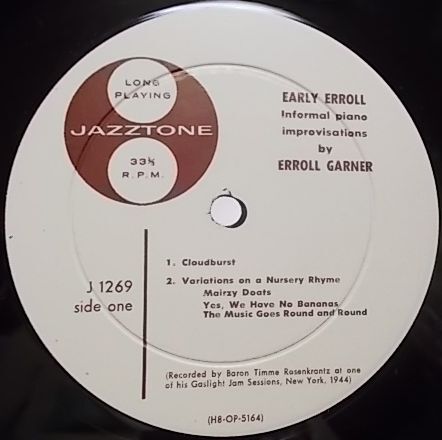 LONG
PLAYING
JAZZTONE
33⅓
R.P.M.
EARLY ERROLL
Informal piano
improvisations
by
ERROLL GARNER
J 1269
side one
1. Cloudburst
2. Variations on a Nursery Rhyme
Mairzy Doats
Yes, We Have No Bananas
The Music Goes Round and Round
(Recorded by Baron Timme Rosenkrantz at one
of his Gaslight Jam Sessions, New York, 1944)
(H8-OP-5164)